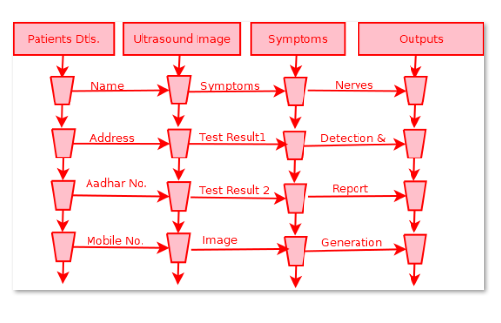 Patients Dtls. Ultrasound Image Symptoms Outputs
Name Symptoms Nerves
Address Test Result1 Detection &
Aadhar No. Test Result 2 Report
Mobile No. Image Generation